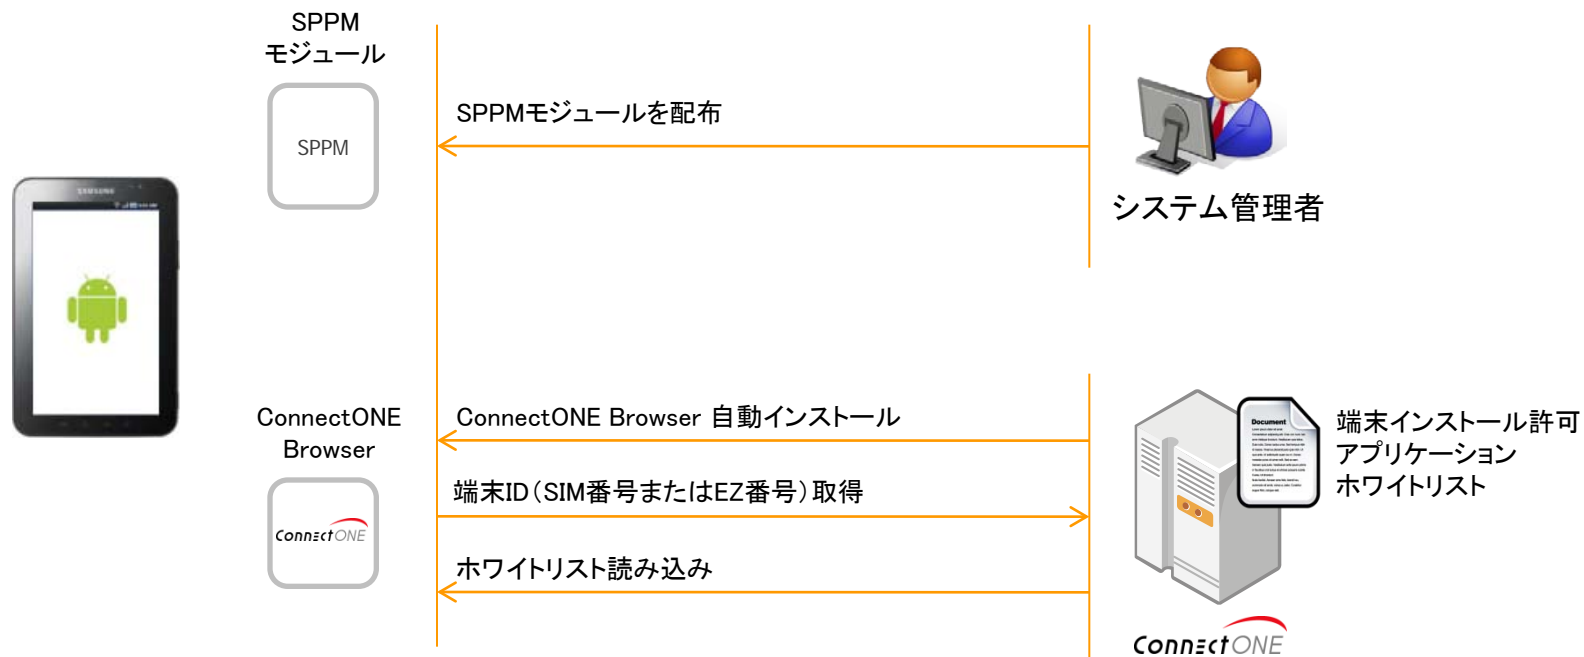 SPPM
モジュール
SPPM
SPPMモジュールを配布
システム管理者
SAMSUNG
ConnectONE
Browser
ConnectONE
ConnectONE Browser 自動インストール
端末ID（SIM番号またはEZ番号）取得
ホワイトリスト読み込み
Document
端末インストール許可
アプリケーション
ホワイトリスト
ConnectONE